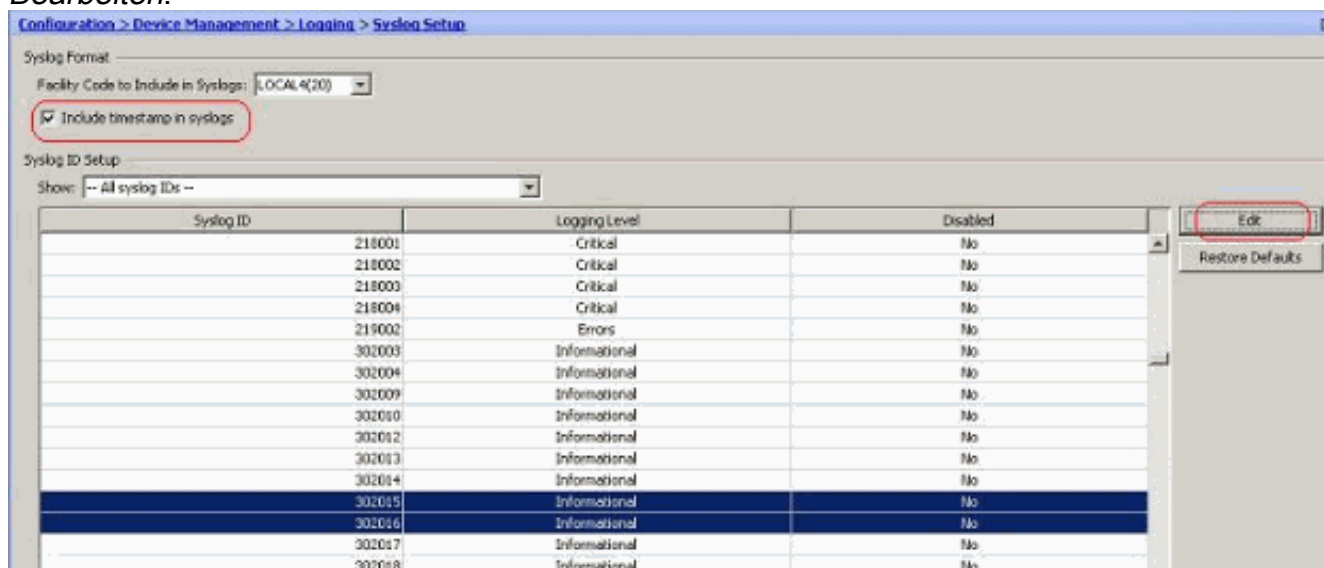 Bearbeiten.
Configuration > Device Management > Logging > Syslog Setup
Syslog Format
Facility Code to Include in Syslogs: LOCAL4(20)
Include timestamp in syslogs
Syslog ID Setup
Show: -- All syslog IDs --
Syslog ID Logging Level Disabled Edit
218001 Critical No
218002 Critical No Restore Defaults
218003 Critical No
218004 Critical No
219002 Errors No
302003 Informational No
302004 Informational No
302009 Informational No
302010 Informational No
302012 Informational No
302013 Informational No
302014 Informational No
302015 Informational No
302016 Informational No
302017 Informational No
302018 Informational No